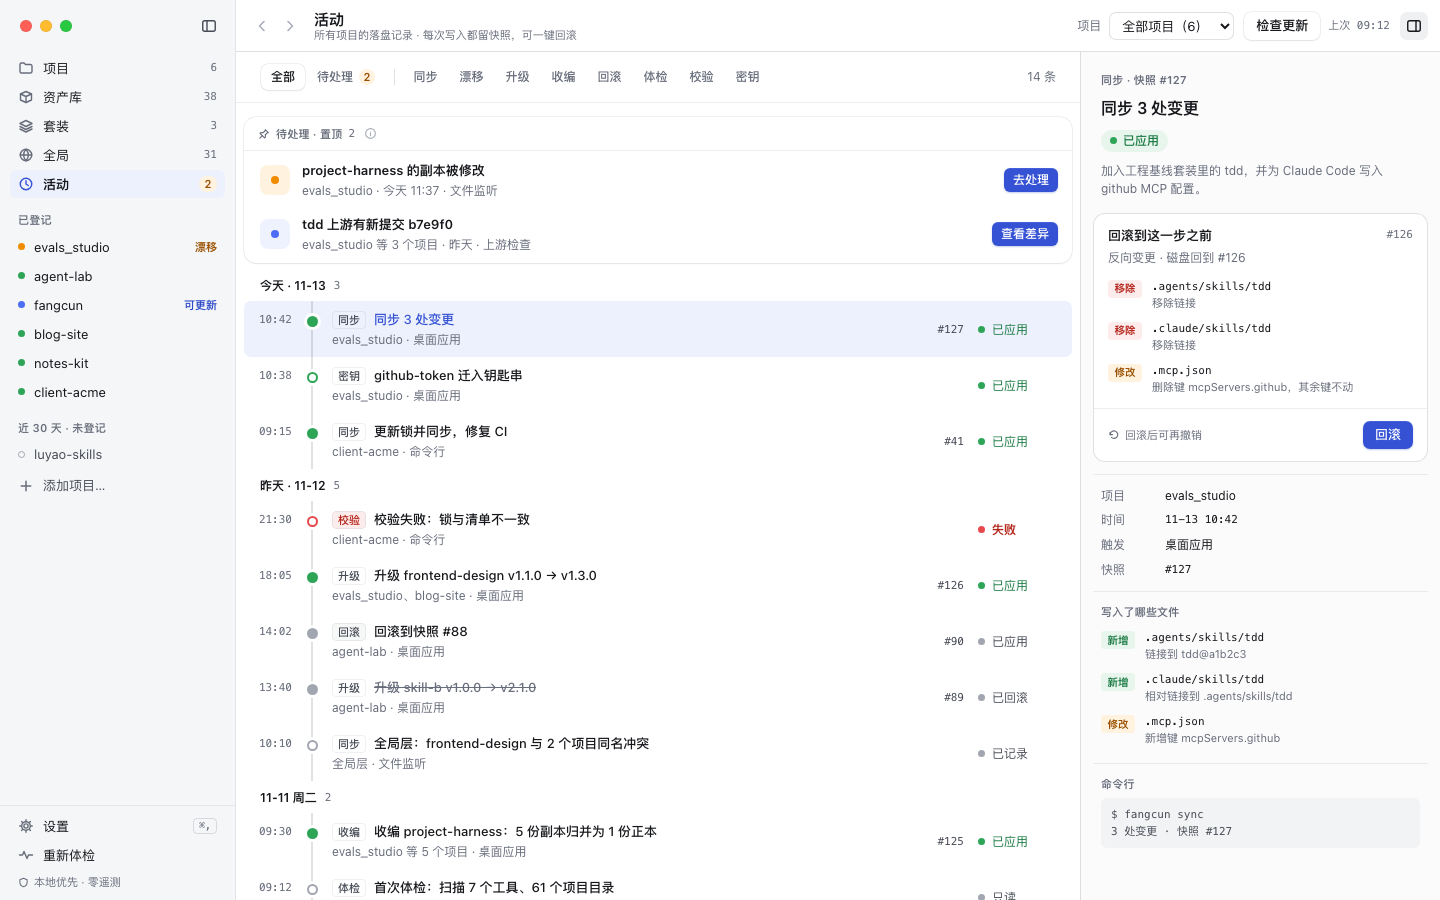 项目 6
资产库 38
套装 3
全局 31
活动 2
已登记
evals_studio 漂移
agent-lab
fangcun 可更新
blog-site
notes-kit
client-acme
近 30 天 · 未登记
luyao-skills
添加项目...
设置 ⌘,
重新体检
本地优先 · 零遥测
活动
所有项目的落盘记录 · 每次写入都留快照，可一键回滚
项目 全部项目（6） 检查更新 上次 09:12
全部 待处理 2 同步 漂移 升级 收编 回滚 体检 校验 密钥 14 条
待处理 · 置顶 2
project-harness 的副本被修改
evals_studio · 今天 11:37 · 文件监听
去处理
tdd 上游有新提交 b7e9f0
evals_studio 等 3 个项目 · 昨天 · 上游检查
查看差异
今天 · 11-13 3
10:42 同步 同步 3 处变更
evals_studio · 桌面应用
#127 已应用
10:38 密钥 github-token 迁入钥匙串
evals_studio · 桌面应用
已应用
09:15 同步 更新锁并同步，修复 CI
client-acme · 命令行
#41 已应用
昨天 · 11-12 5
21:30 校验 校验失败：锁与清单不一致
client-acme · 命令行
失败
18:05 升级 升级 frontend-design v1.1.0 → v1.3.0
evals_studio、blog-site · 桌面应用
#126 已应用
14:02 回滚 回滚到快照 #88
agent-lab · 桌面应用
#90 已应用
13:40 升级 升级 skill-b v1.0.0 → v2.1.0
agent-lab · 桌面应用
#89 已回滚
10:10 同步 全局层：frontend-design 与 2 个项目同名冲突
全局层 · 文件监听
已记录
11-11 周二 2
09:30 收编 收编 project-harness：5 份副本归并为 1 份正本
evals_studio 等 5 个项目 · 桌面应用
#125 已应用
09:12 体检 首次体检：扫描 7 个工具、61 个项目目录
只读
同步 · 快照 #127
同步 3 处变更
已应用
加入工程基线套装里的 tdd，并为 Claude Code 写入
github MCP 配置。
回滚到这一步之前 #126
反向变更 · 磁盘回到 #126
移除 .agents/skills/tdd
移除链接
移除 .claude/skills/tdd
移除链接
修改 .mcp.json
删除键 mcpServers.github，其余键不动
回滚后可再撤销 回滚
项目 evals_studio
时间 11-13 10:42
触发 桌面应用
快照 #127
写入了哪些文件
新增 .agents/skills/tdd
链接到 tdd@a1b2c3
新增 .claude/skills/tdd
相对链接到 .agents/skills/tdd
修改 .mcp.json
新增键 mcpServers.github
命令行
$ fangcun sync
3 处变更 · 快照 #127